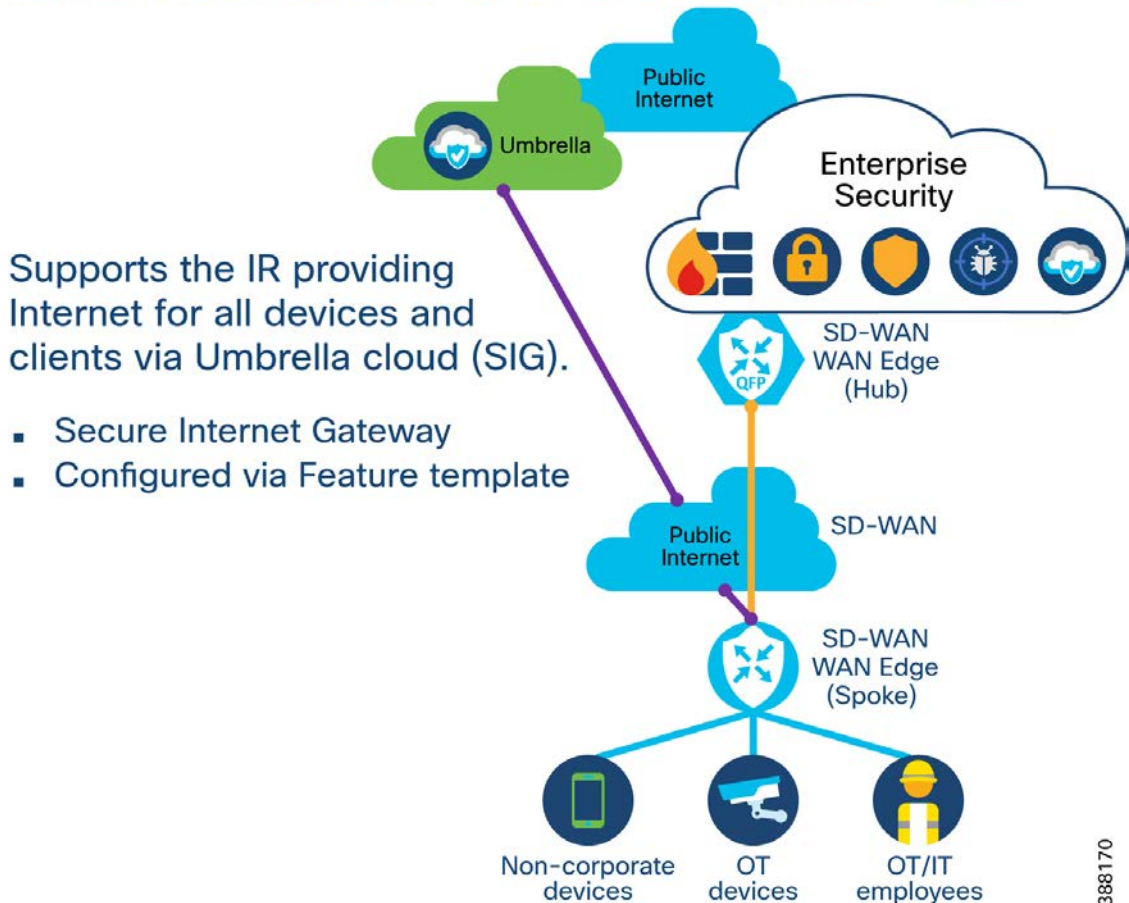 Public
Internet
Umbrella
Enterprise
Security
Supports the IR providing
Internet for all devices and
clients via Umbrella cloud (SIG).
▪ Secure Internet Gateway
▪ Configured via Feature template
QFP
SD-WAN
WAN Edge
(Hub)
Public
Internet
SD-WAN
SD-WAN
WAN Edge
(Spoke)
Non-corporate
devices
OT
devices
OT/IT
employees
388170